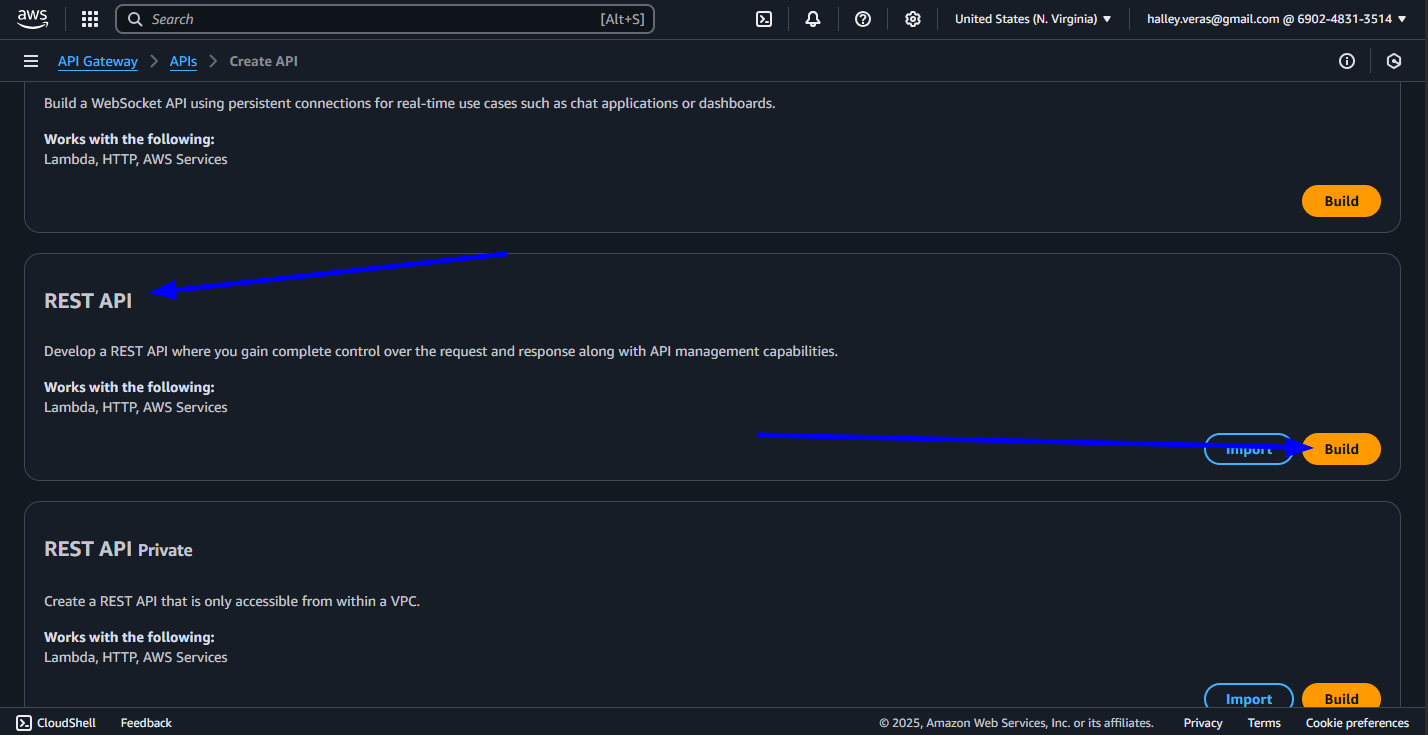 aws
Search [Alt+S]
United States (N. Virginia)
halley.veras@gmail.com @ 6902-4831-3514
API Gateway
APIs
Create API
Build a WebSocket API using persistent connections for real-time use cases such as chat applications or dashboards.
Works with the following:
Lambda, HTTP, AWS Services
Build
REST API
Develop a REST API where you gain complete control over the request and response along with API management capabilities.
Works with the following:
Lambda, HTTP, AWS Services
Import
Build
REST API Private
Create a REST API that is only accessible from within a VPC.
Works with the following:
Lambda, HTTP, AWS Services
Import
Build
CloudShell
Feedback
© 2025, Amazon Web Services, Inc. or its affiliates.
Privacy
Terms
Cookie preferences